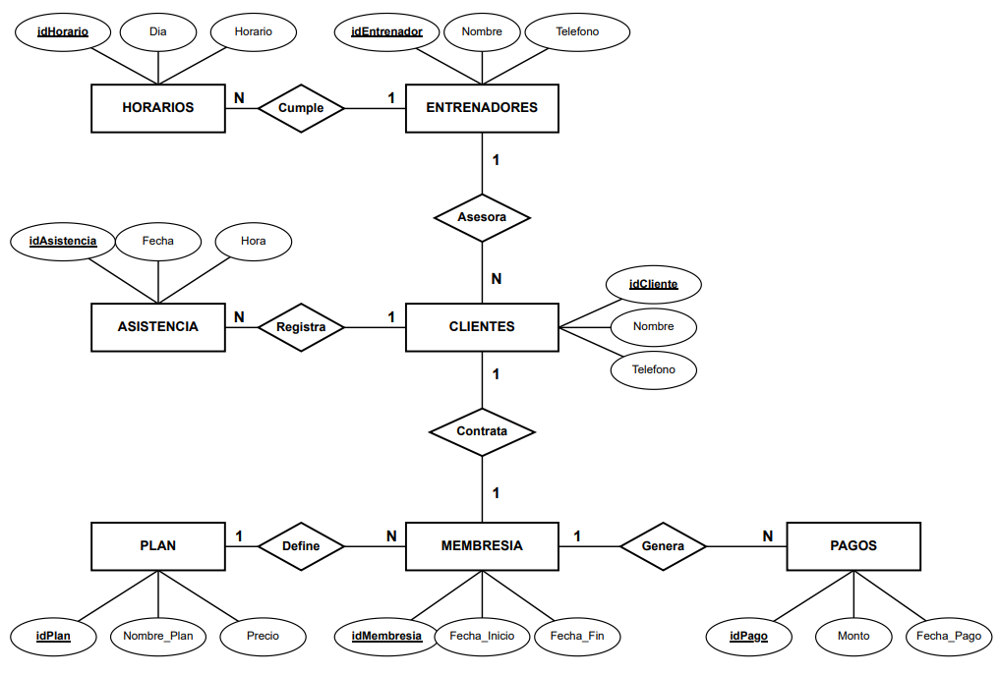 idHorario
Dia
Horario
idEntrenador
Nombre
Telefono
HORARIOS
N
Cumple
1
ENTRENADORES
1
Asesora
N
idAsistencia
Fecha
Hora
ASISTENCIA
N
Registra
1
CLIENTES
idCliente
Nombre
Telefono
1
Contrata
1
PLAN
1
Define
N
MEMBRESIA
1
Genera
N
PAGOS
idPlan
Nombre_Plan
Precio
idMembresia
Fecha_Inicio
Fecha_Fin
idPago
Monto
Fecha_Pago